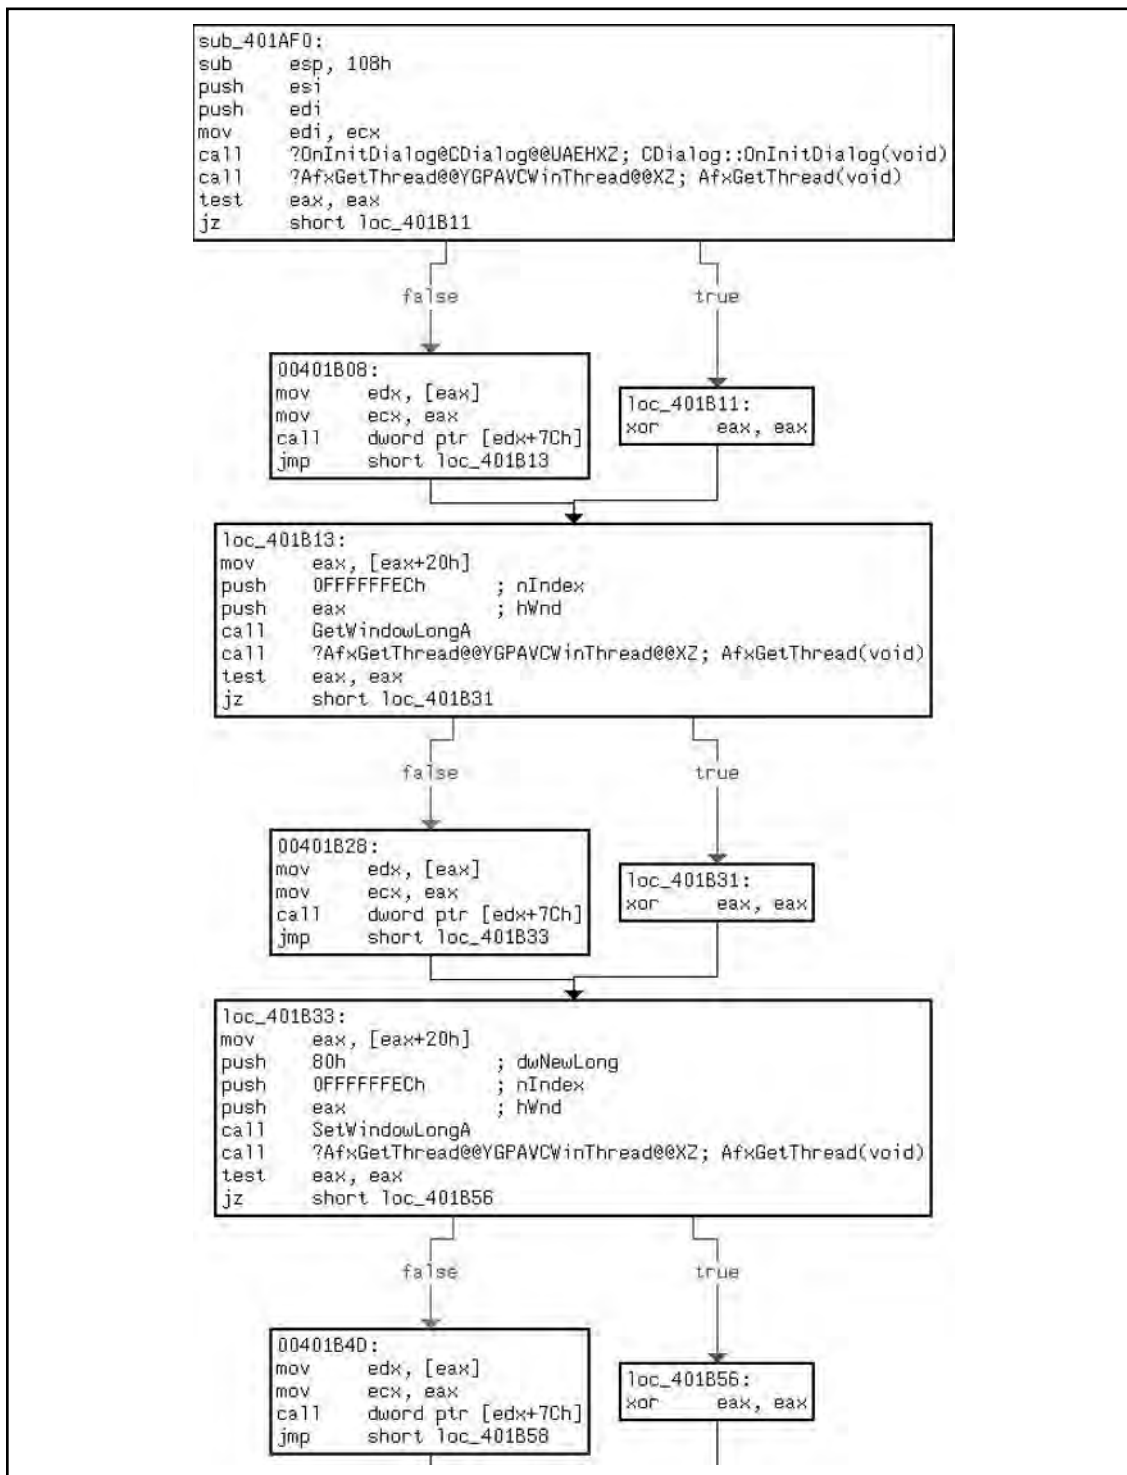 sub_401AF0:
sub esp, 108h
push esi
push edi
mov edi, ecx
call ?OnInitDialog@CDialog@@UAEHXZ; CDialog::OnInitDialog(void)
call ?AfxGetThread@@YGPAVCWinThread@@XZ; AfxGetThread(void)
test eax, eax
jz short loc_401B11
false true
00401B08:
mov edx, [eax]
mov ecx, eax
call dword ptr [edx+7Ch]
jmp short loc_401B13
loc_401B11:
xor eax, eax
loc_401B13:
mov eax, [eax+20h]
push 0FFFFFFECh ; nIndex
push eax ; hWnd
call GetWindowLongA
call ?AfxGetThread@@YGPAVCWinThread@@XZ; AfxGetThread(void)
test eax, eax
jz short loc_401B31
false true
00401B28:
mov edx, [eax]
mov ecx, eax
call dword ptr [edx+7Ch]
jmp short loc_401B33
loc_401B31:
xor eax, eax
loc_401B33:
mov eax, [eax+20h]
push 80h ; dwNewLong
push 0FFFFFFECh ; nIndex
push eax ; hWnd
call SetWindowLongA
call ?AfxGetThread@@YGPAVCWinThread@@XZ; AfxGetThread(void)
test eax, eax
jz short loc_401B56
false true
00401B4D:
mov edx, [eax]
mov ecx, eax
call dword ptr [edx+7Ch]
jmp short loc_401B58
loc_401B56:
xor eax, eax